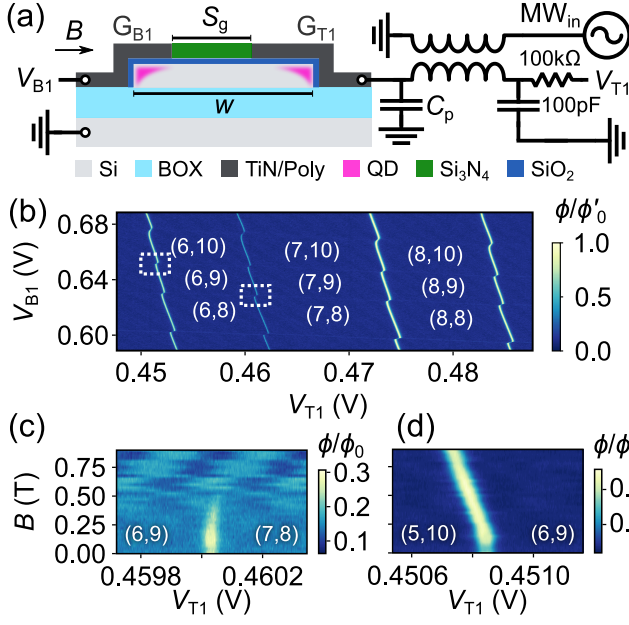 (a)
B
G_B1
S_g
G_T1
MW_in
V_B1
w
C_p
100kΩ
V_T1
100pF
Si
BOX
TiN/Poly
QD
Si₃N₄
SiO₂
(b)
ϕ/ϕ′₀
V_B1 (V)
0.68
0.64
0.60
(6,10)
(7,10)
(8,10)
(6,9)
(7,9)
(8,9)
(6,8)
(7,8)
(8,8)
1.0
0.5
0.0
0.45
0.46
0.47
0.48
V_T1 (V)
(c)
ϕ/ϕ₀
B (T)
0.75
0.50
0.25
0.00
(6,9)
(7,8)
0.3
0.2
0.1
0.4598
0.4602
V_T1 (V)
(d)
ϕ/ϕ
(5,10)
(6,9)
0.
0.
0.4506
0.4510
V_T1 (V)